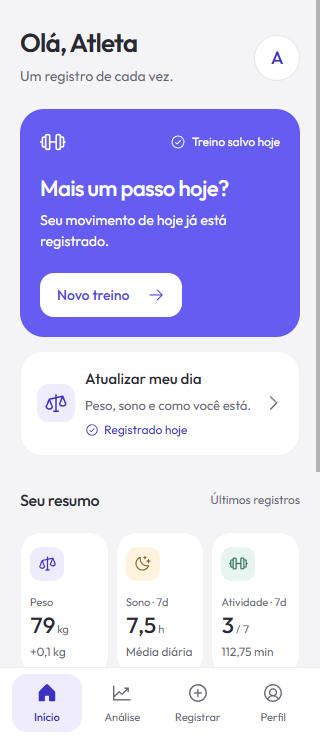 Olá, Atleta
Um registro de cada vez.
A
Treino salvo hoje
Mais um passo hoje?
Seu movimento de hoje já está
registrado.
Novo treino
Atualizar meu dia
Peso, sono e como você está.
Registrado hoje
Seu resumo
Últimos registros
Peso
79 kg
+0,1 kg
Sono · 7d
7,5 h
Média diária
Atividade · 7d
3 / 7
112,75 min
Início
Análise
Registrar
Perfil